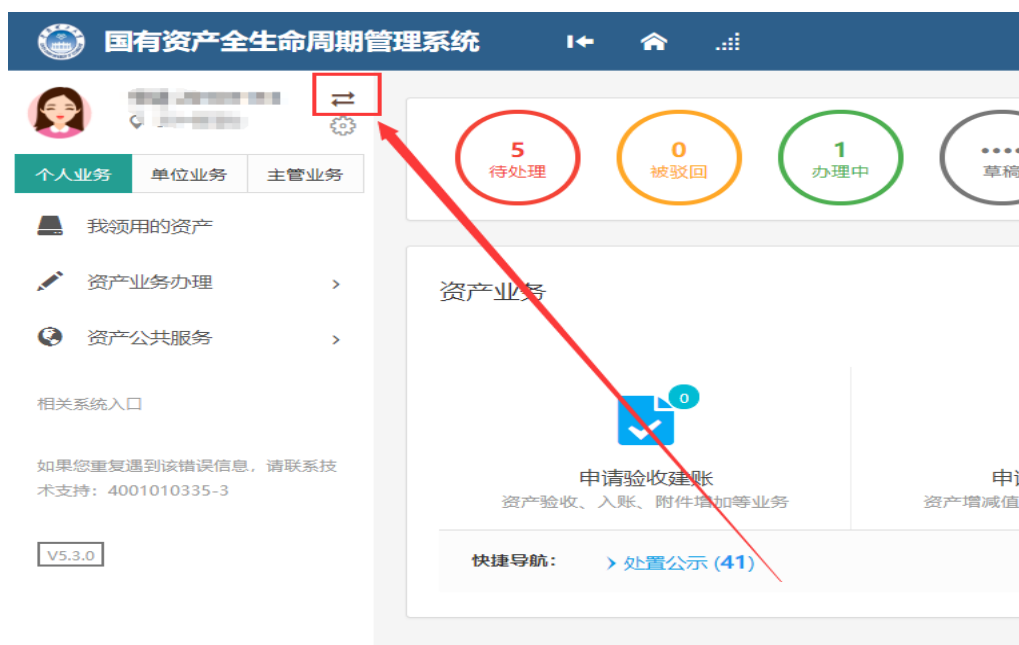 国有资产全生命周期管理系统
5
待处理
0
被驳回
1
办理中
草稿
个人业务 单位业务 主管业务
我领用的资产
资产业务办理
资产公共服务
相关系统入口
如果您重复遇到该错误信息,请联系技
术支持:4001010335-3
V5.3.0
资产业务
0
申请验收建账
资产验收、入账、附件增加等业务
资产增减值
快捷导航:
处置公示 (41)